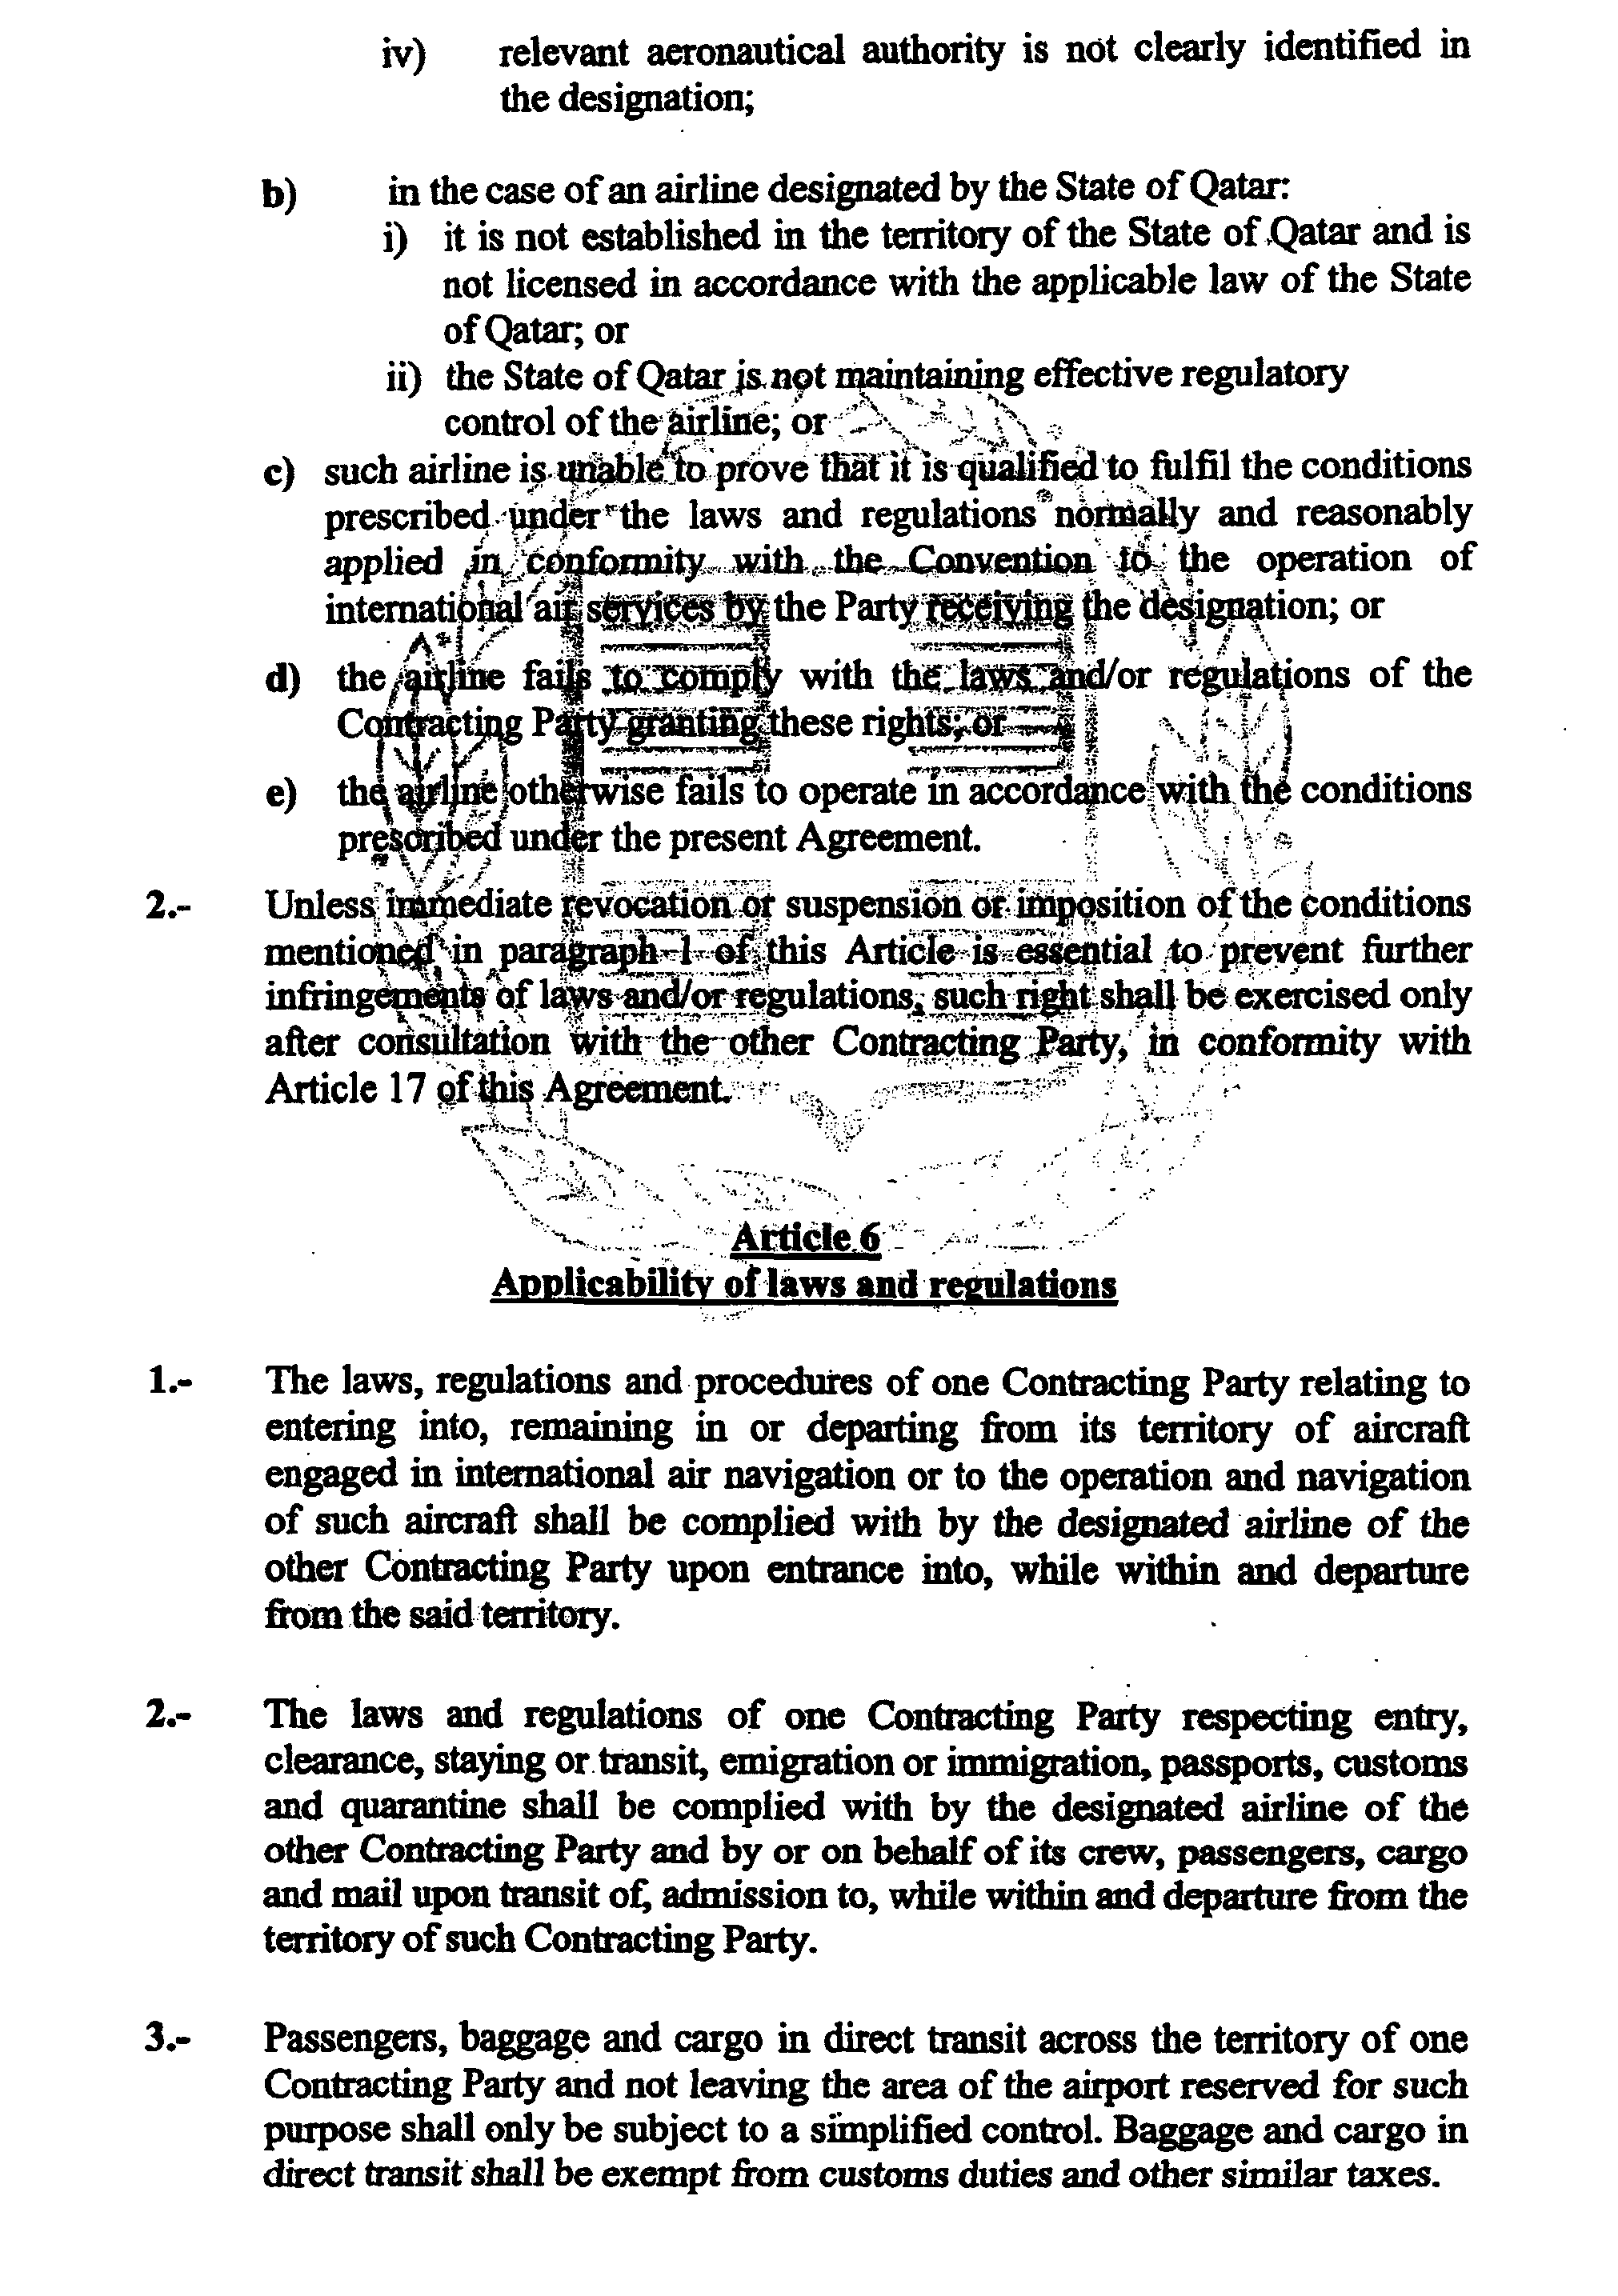 iv) relevant aeronautical authority is not clearly identified in
the designation;
b) in the case of an airline designated by the State of Qatar:
i) it is not established in the territory of the State of Qatar and is
not licensed in accordance with the applicable law of the State
of Qatar; or
ii) the State of Qatar is not maintaining effective regulatory
control of the airline; or
c) such airline is unable to prove that it is qualified to fulfil the conditions
prescribed under the laws and regulations normally and reasonably
applied in conformity with the Convention to the operation of
international air services by the Party receiving the designation; or
d) the airline fails to comply with the laws and/or regulations of the
Contracting Party granting these rights; or
e) the airline otherwise fails to operate in accordance with the conditions
prescribed under the present Agreement.
2.- Unless immediate revocation or suspension or imposition of the conditions
mentioned in paragraph 1 of this Article is essential to prevent further
infringements of laws and/or regulations, such right shall be exercised only
after consultation with the other Contracting Party, in conformity with
Article 17 of this Agreement.
Article 6
Applicability of laws and regulations
1.- The laws, regulations and procedures of one Contracting Party relating to
entering into, remaining in or departing from its territory of aircraft
engaged in international air navigation or to the operation and navigation
of such aircraft shall be complied with by the designated airline of the
other Contracting Party upon entrance into, while within and departure
from the said territory.
2.- The laws and regulations of one Contracting Party respecting entry,
clearance, staying or transit, emigration or immigration, passports, customs
and quarantine shall be complied with by the designated airline of the
other Contracting Party and by or on behalf of its crew, passengers, cargo
and mail upon transit of, admission to, while within and departure from the
territory of such Contracting Party.
3.- Passengers, baggage and cargo in direct transit across the territory of one
Contracting Party and not leaving the area of the airport reserved for such
purpose shall only be subject to a simplified control. Baggage and cargo in
direct transit shall be exempt from customs duties and other similar taxes.